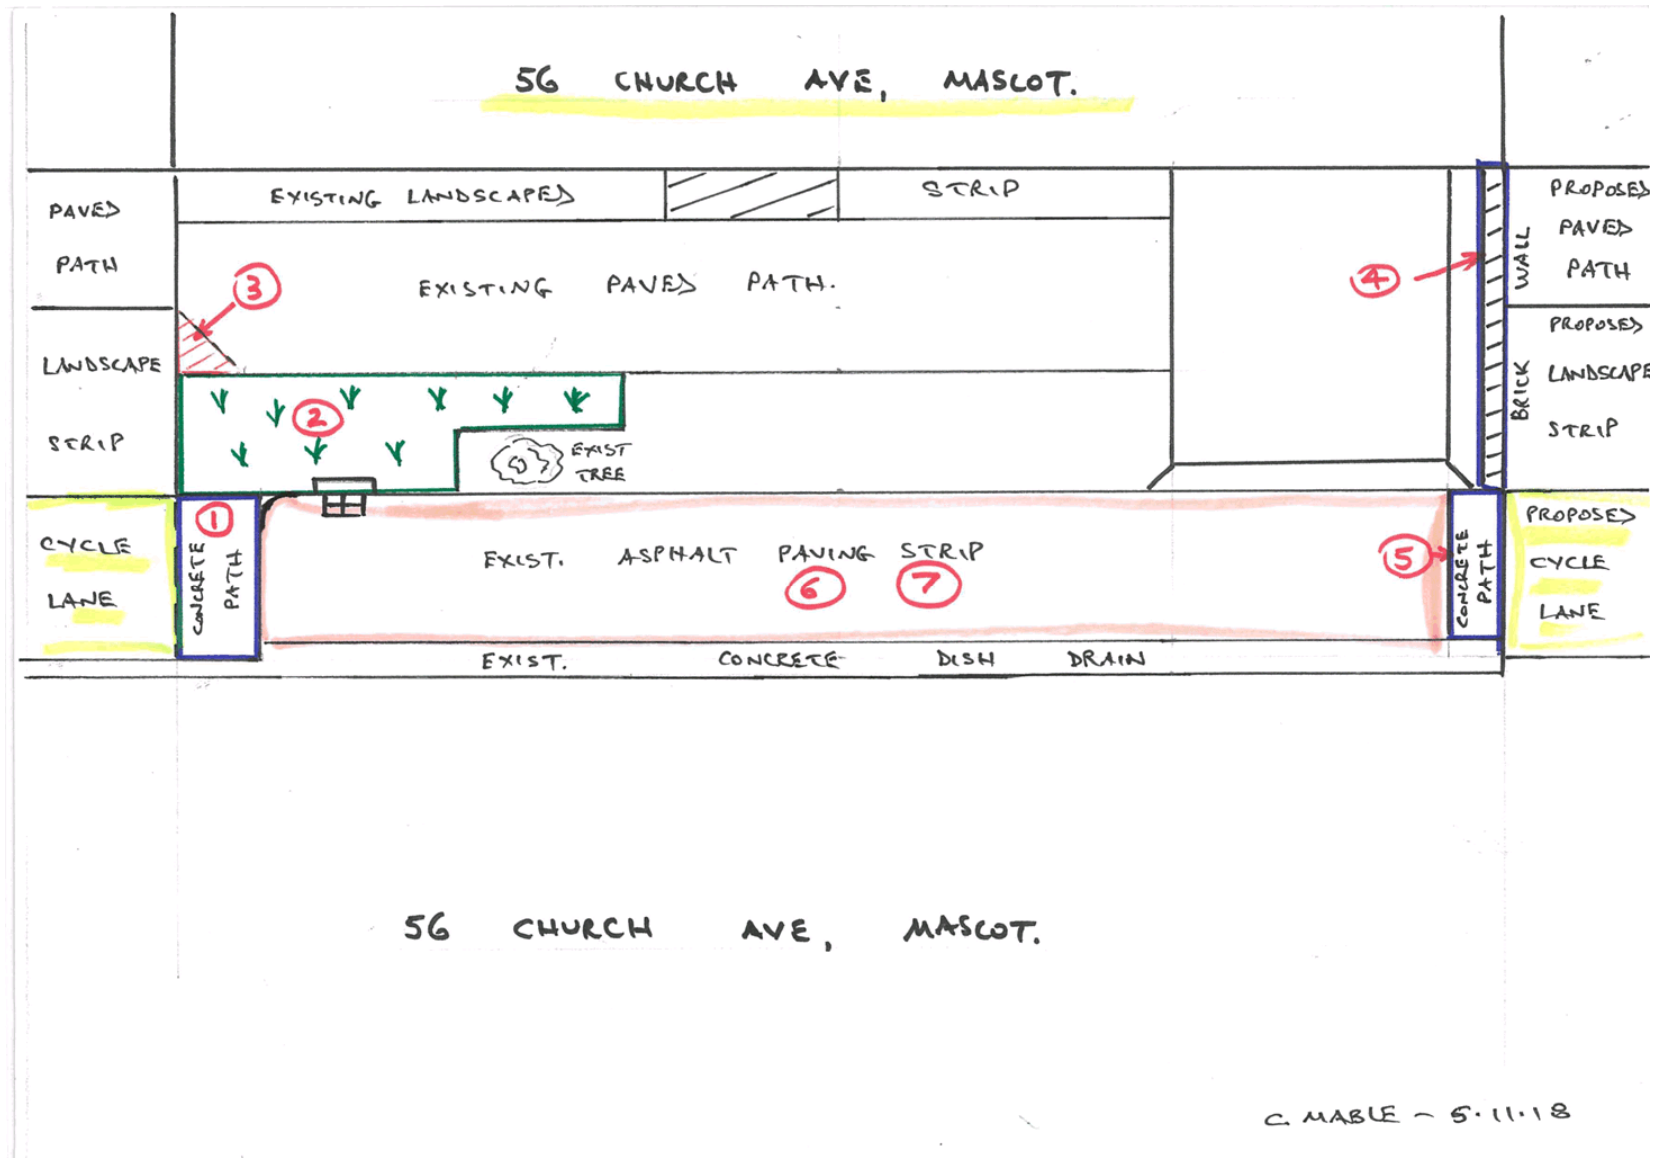 56 CHURCH AVE, MASCOT.
PAVED
PATH
LANDSCAPE
STRIP
CYCLE
LANE
EXISTING LANDSCAPED STRIP
3
EXISTING PAVED PATH.
2
EXIST
TREE
1
CONCRETE
PATH
EXIST. ASPHALT PAVING STRIP
6 7
EXIST. CONCRETE DISH DRAIN
4
BRICK WALL
5
CONCRETE
PATH
PROPOSED
PAVED
PATH
PROPOSED
LANDSCAPE
STRIP
PROPOSED
CYCLE
LANE
56 CHURCH AVE, MASCOT.
C. MABLE - 5.11.18